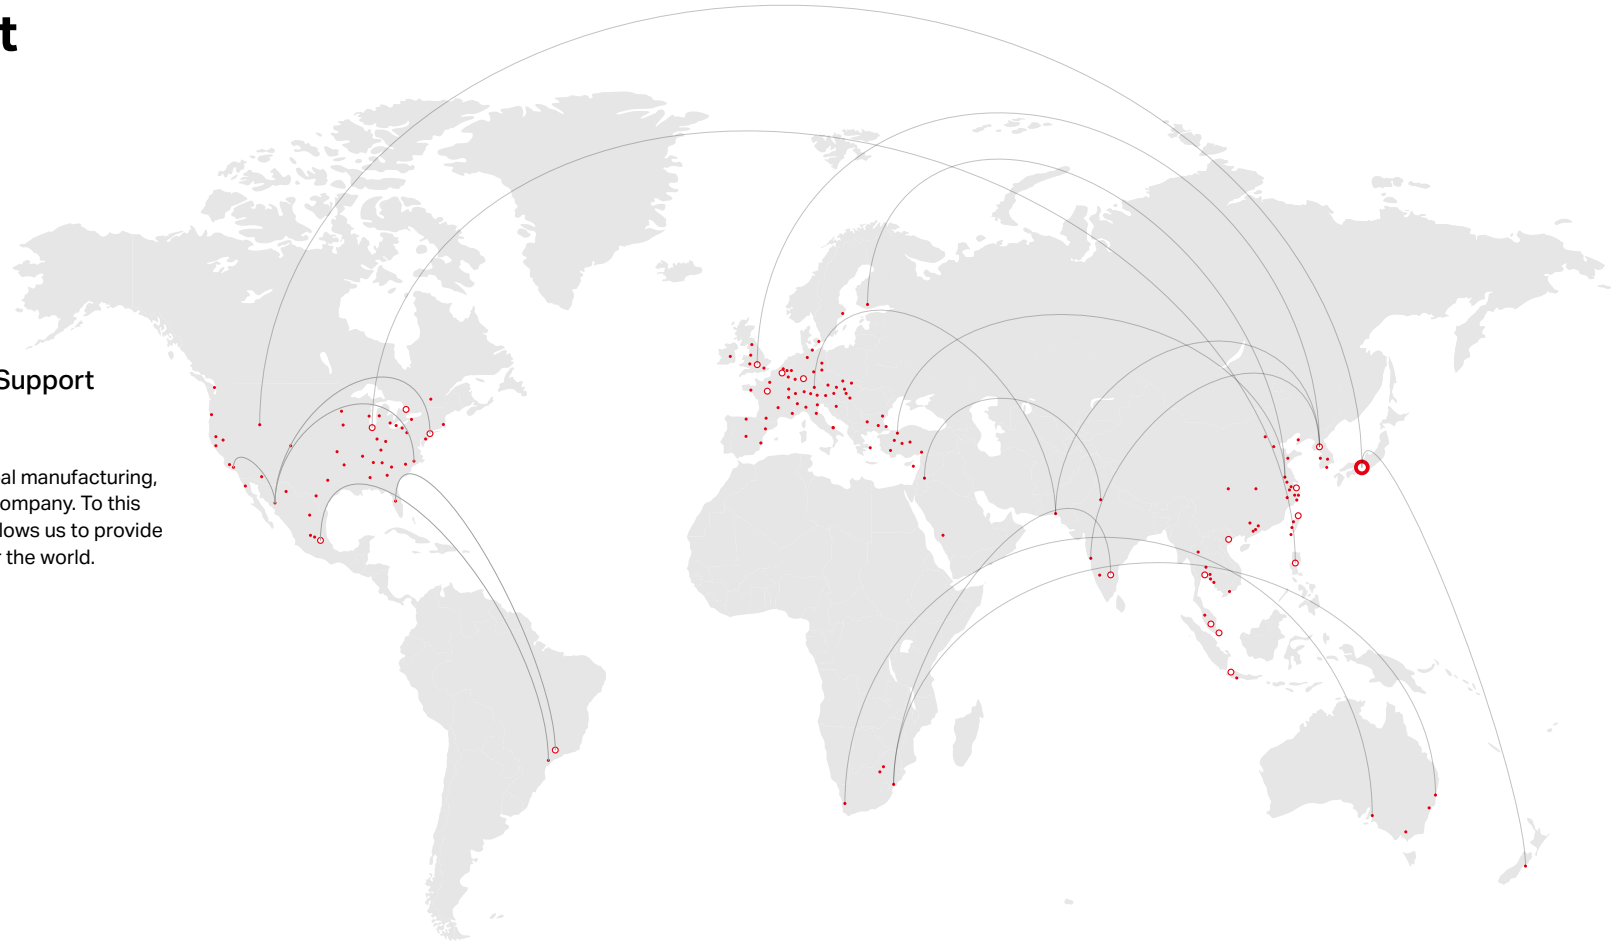 t
Support
al manufacturing,
ompany. To this
lows us to provide
the world.